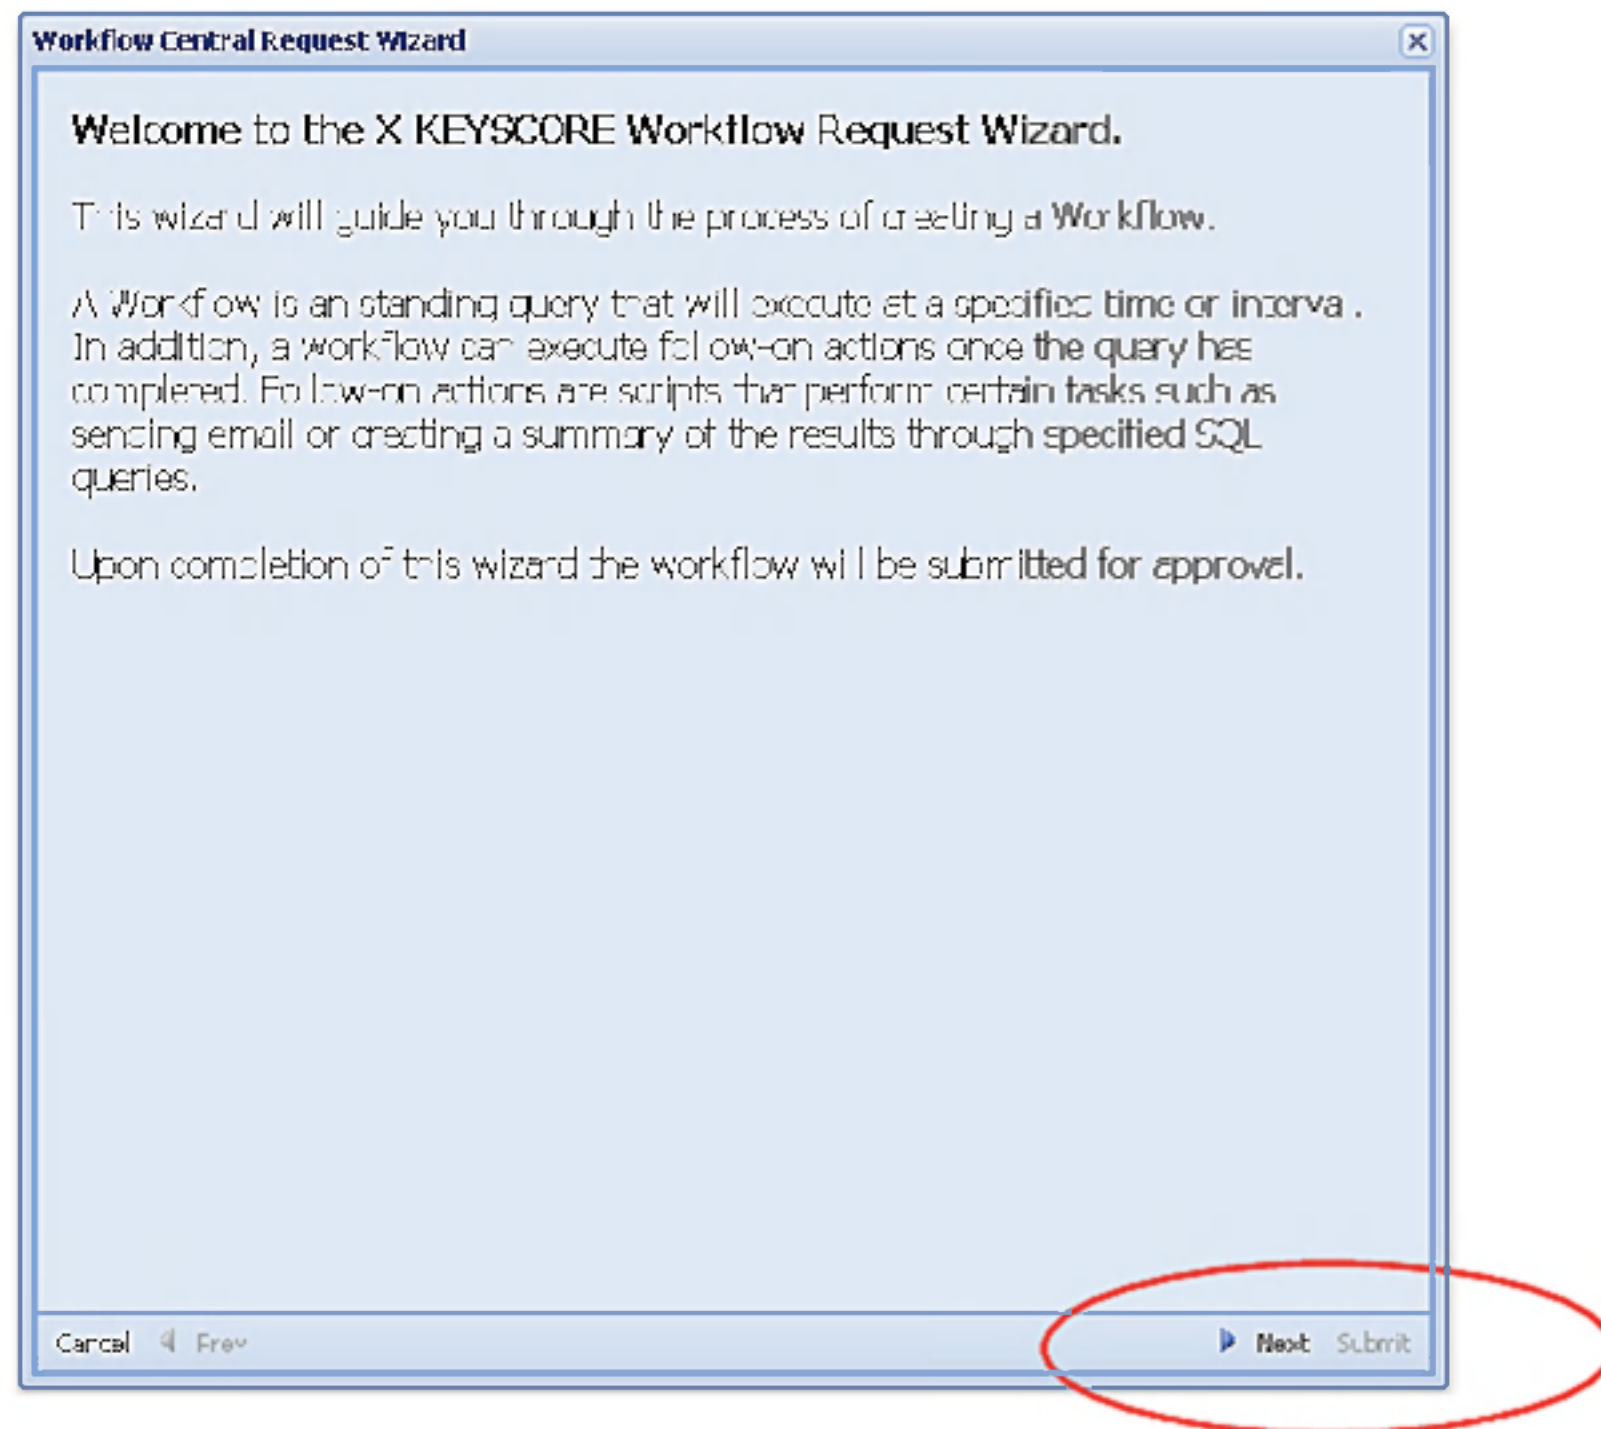 Workflow Central Request Wizard
Welcome to the X KEYSCORE Workflow Request Wizard.
This wizard will guide you through the process of creating a Workflow.
A Workflow is an standing query that will execute at a specified time or interval.
In addition, a workflow can execute follow-on actions once the query has
completed. Follow-on actions are scripts that perform certain tasks such as
sending email or creating a summary of the results through specified SQL
queries.
Upon completion of this wizard the workflow will be submitted for approval.
Cancel Prev Next Submit